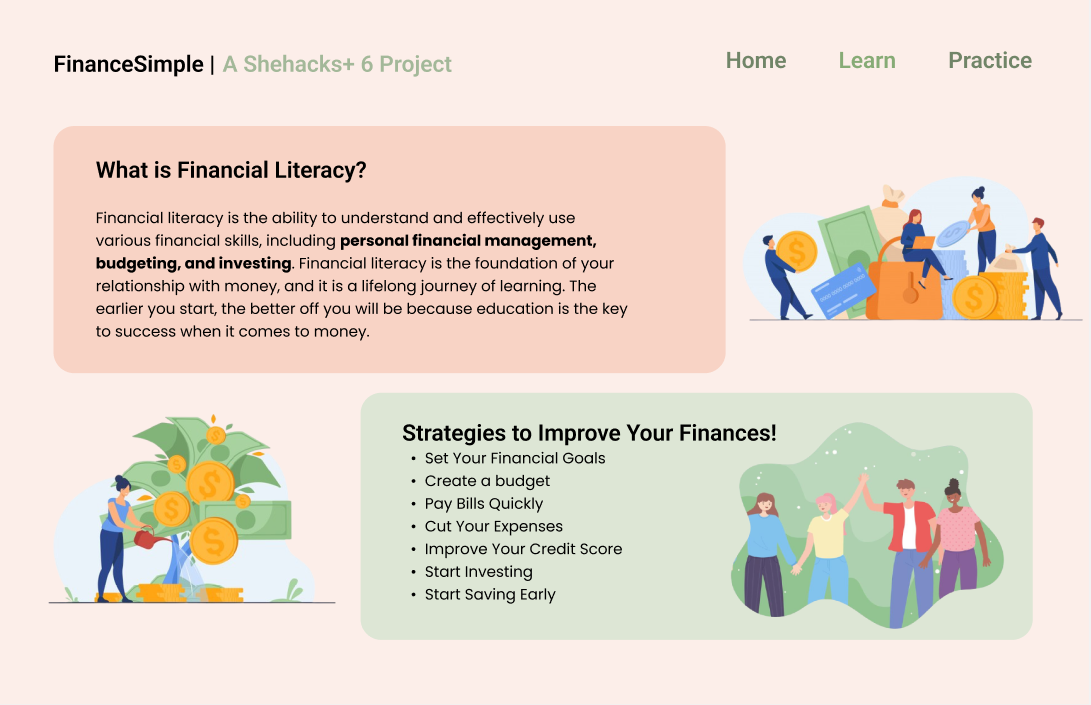 FinanceSimple | A Shehacks+ 6 Project
Home Learn Practice
What is Financial Literacy?
Financial literacy is the ability to understand and effectively use
various financial skills, including personal financial management,
budgeting, and investing. Financial literacy is the foundation of your
relationship with money, and it is a lifelong journey of learning. The
earlier you start, the better off you will be because education is the key
to success when it comes to money.
Strategies to Improve Your Finances!
• Set Your Financial Goals
• Create a budget
• Pay Bills Quickly
• Cut Your Expenses
• Improve Your Credit Score
• Start Investing
• Start Saving Early